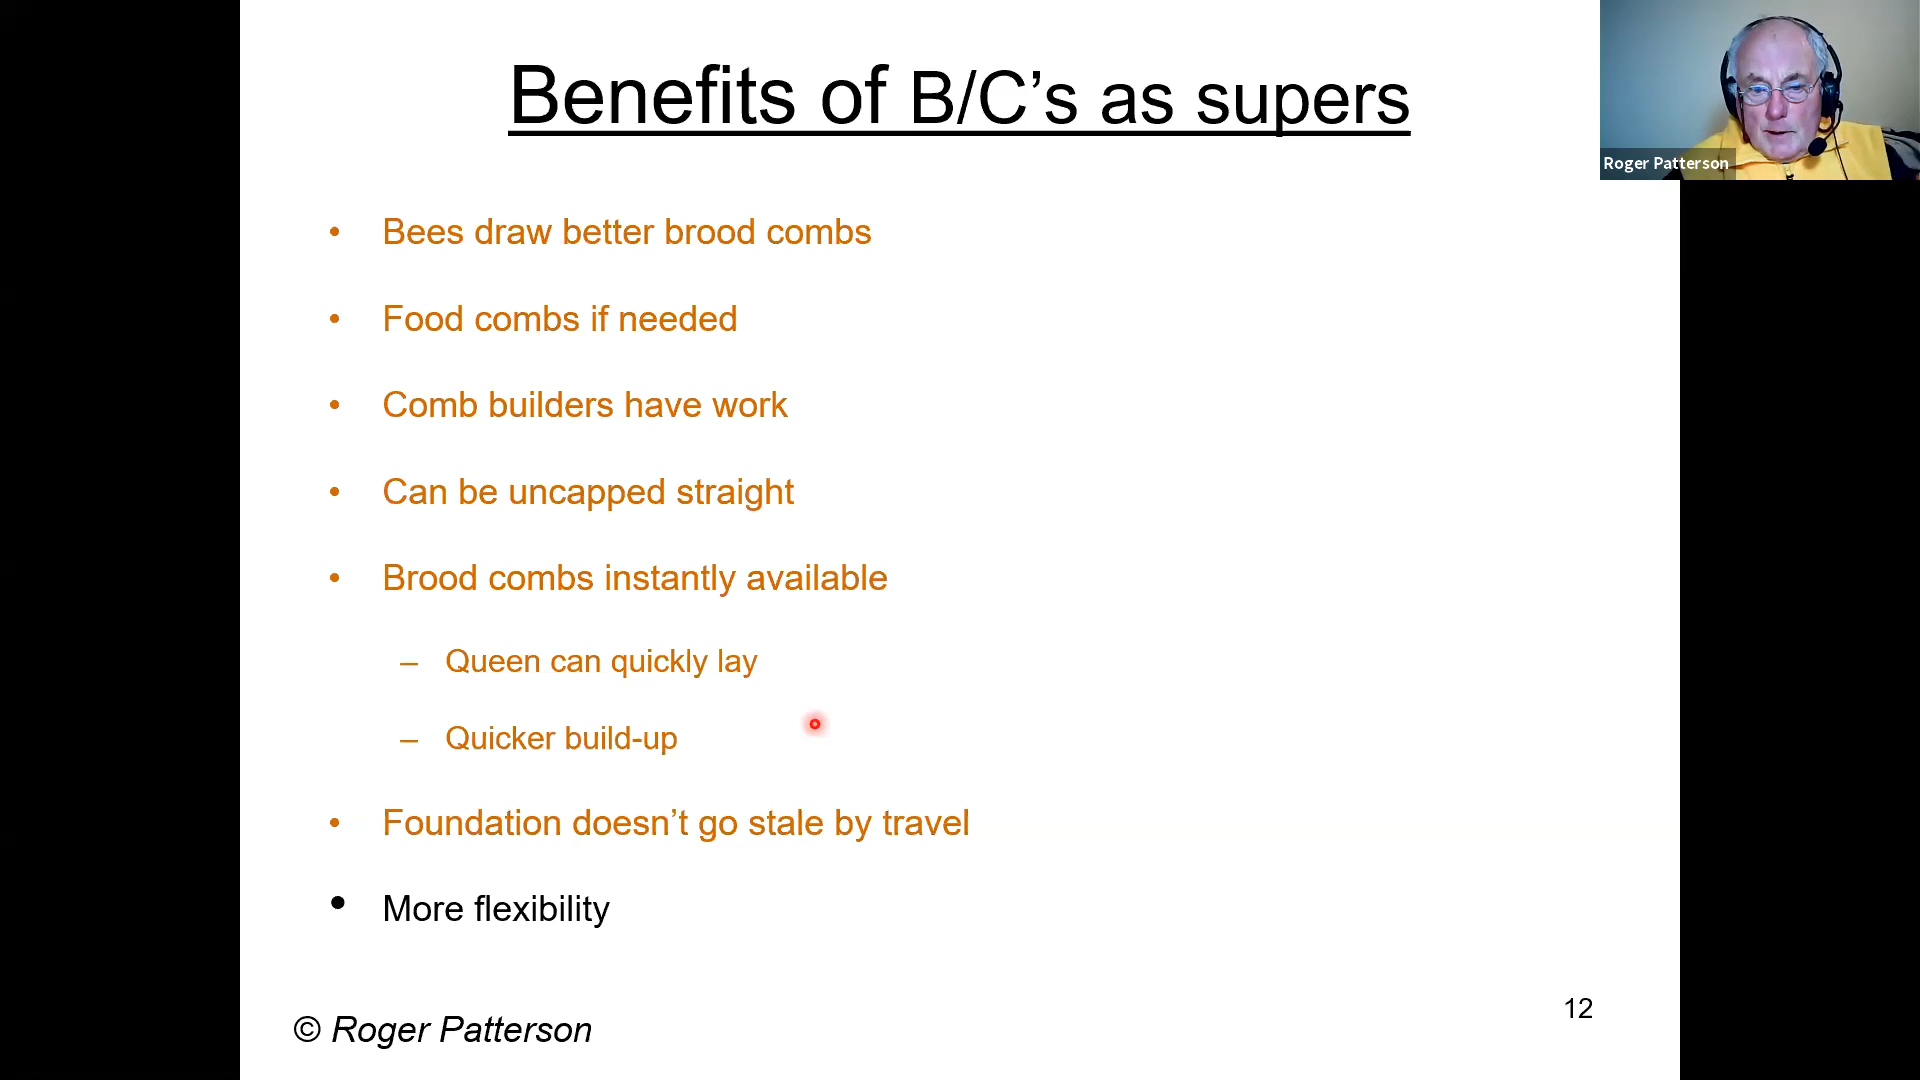 Benefits of B/C’s as supers
Roger Patterson
• Bees draw better brood combs
• Food combs if needed
• Comb builders have work
• Can be uncapped straight
• Brood combs instantly available
– Queen can quickly lay
– Quicker build-up
• Foundation doesn’t go stale by travel
• More flexibility
12
© Roger Patterson